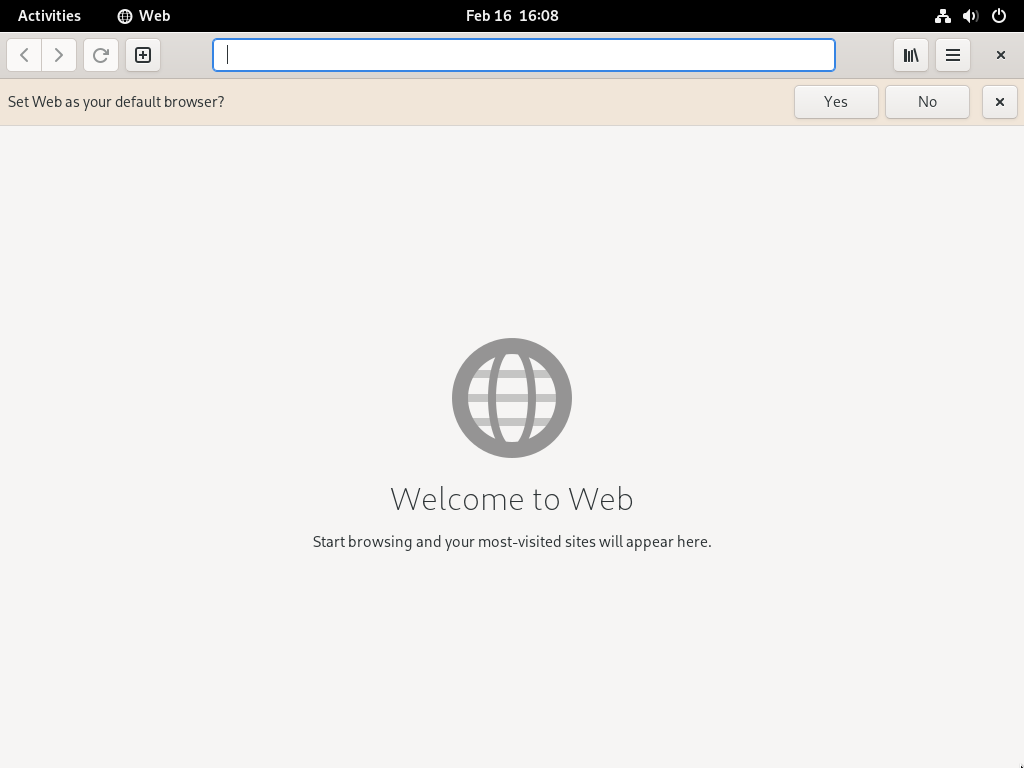 Activities Web Feb 16 16:08
Set Web as your default browser? Yes No
Welcome to Web
Start browsing and your most-visited sites will appear here.